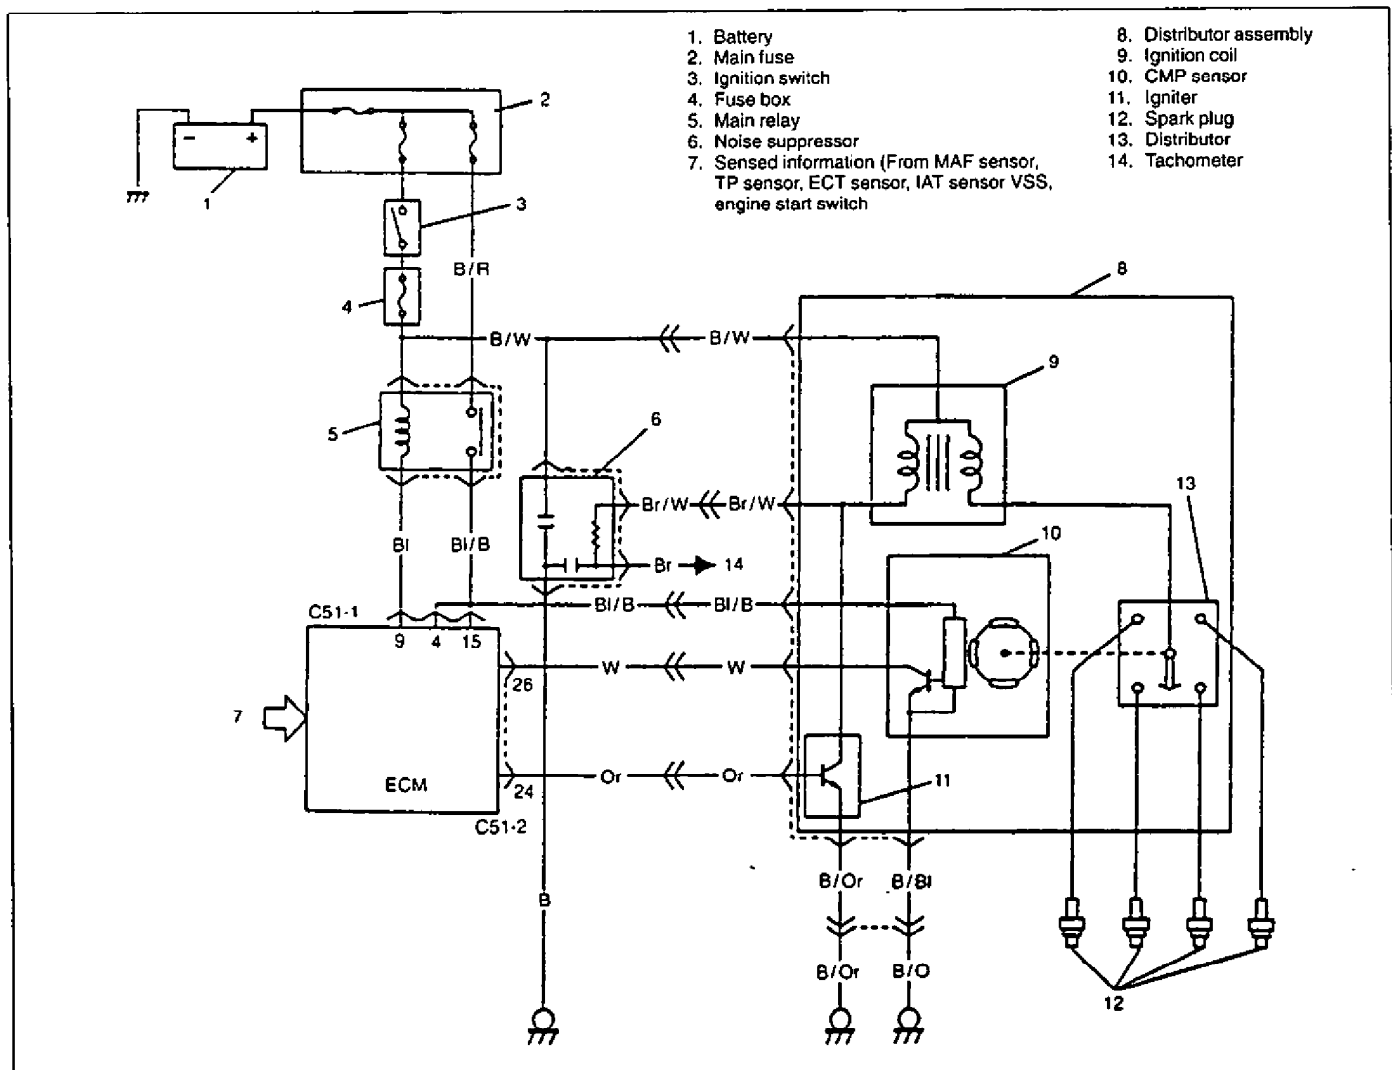 1. Battery
2. Main fuse
3. Ignition switch
4. Fuse box
5. Main relay
6. Noise suppressor
7. Sensed information (From MAF sensor,
TP sensor, ECT sensor, IAT sensor VSS,
engine start switch
8. Distributor assembly
9. Ignition coil
10. CMP sensor
11. Igniter
12. Spark plug
13. Distributor
14. Tachometer
2
- +
1
3
B/R
8
4
B/W B/W
9
5
6
13
Br/W Br/W
10
Bl Bl/B
Br 14
C51-1
Bl/B Bl/B
9 4 15
W W
26
7
Or Or
ECM
24
11
C51-2
B/Or B/Bl
B
B/Or B/O
12